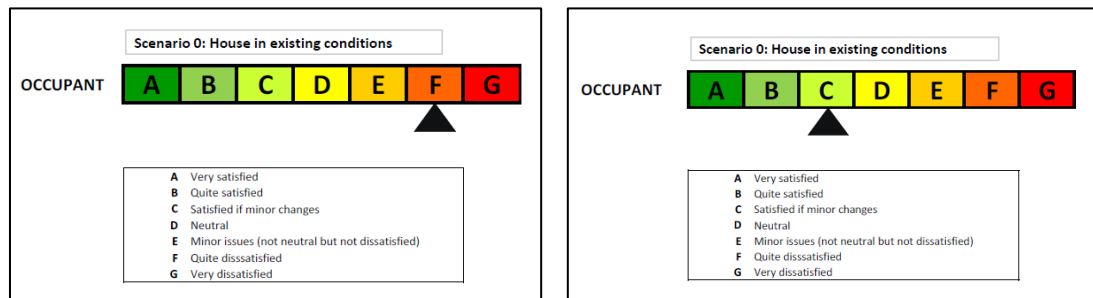 Scenario 0: House in existing conditions
OCCUPANT A B C D E F G
A Very satisfied
B Quite satisfied
C Satisfied if minor changes
D Neutral
E Minor issues (not neutral but not dissatisfied)
F Quite disssatisfied
G Very dissatisfied
Scenario 0: House in existing conditions
OCCUPANT A B C D E F G
A Very satisfied
B Quite satisfied
C Satisfied if minor changes
D Neutral
E Minor issues (not neutral but not dissatisfied)
F Quite disssatisfied
G Very dissatisfied